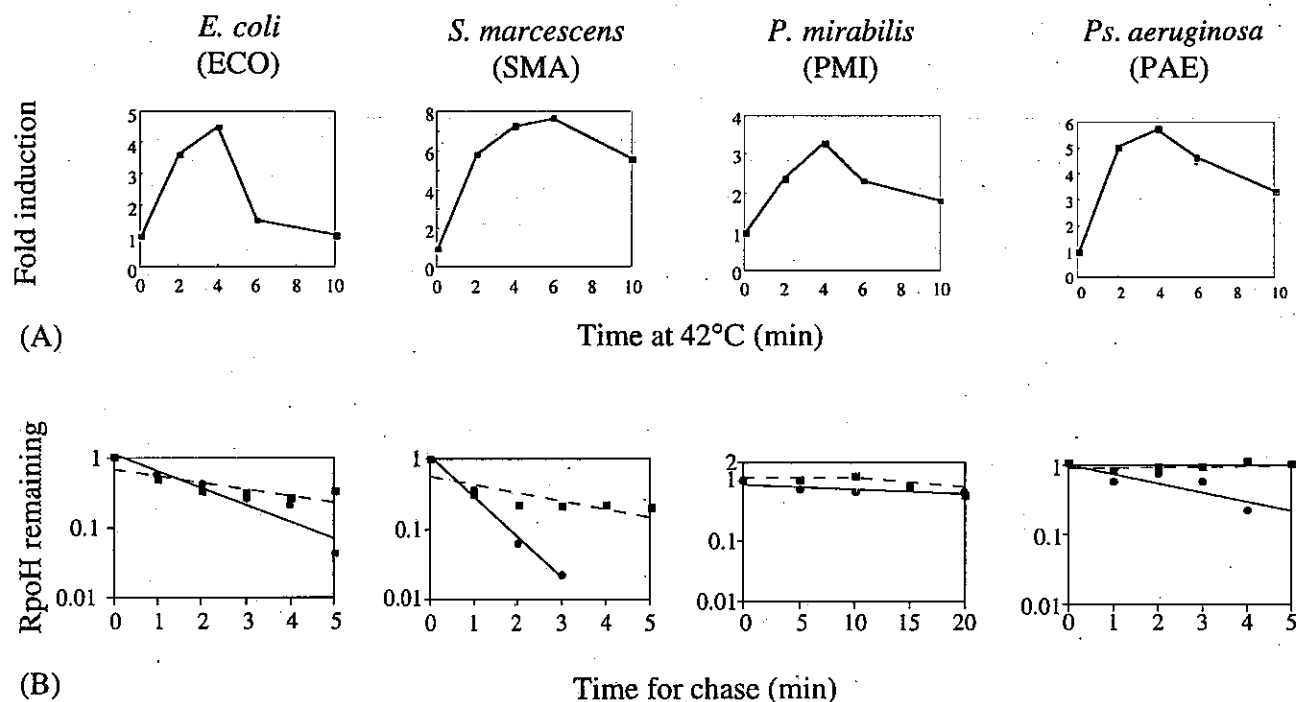 E. coli S. marcescens P. mirabilis Ps. aeruginosa
(ECO) (SMA) (PMI) (PAE)
Fold induction
5
4
3
2
1
0
0 2 4 6 8 10
8
6
4
2
0
0 2 4 6 8 10
4
3
2
1
0
0 2 4 6 8 10
6
5
4
3
2
1
0
0 2 4 6 8 10
(A) Time at 42°C (min)
RpoH remaining
1
0.1
0.01
0 1 2 3 4 5
1
0.1
0.01
0 1 2 3 4 5
2
1
0.1
0.01
0 5 10 15 20
1
0.1
0.01
0 1 2 3 4 5
(B) Time for chase (min)